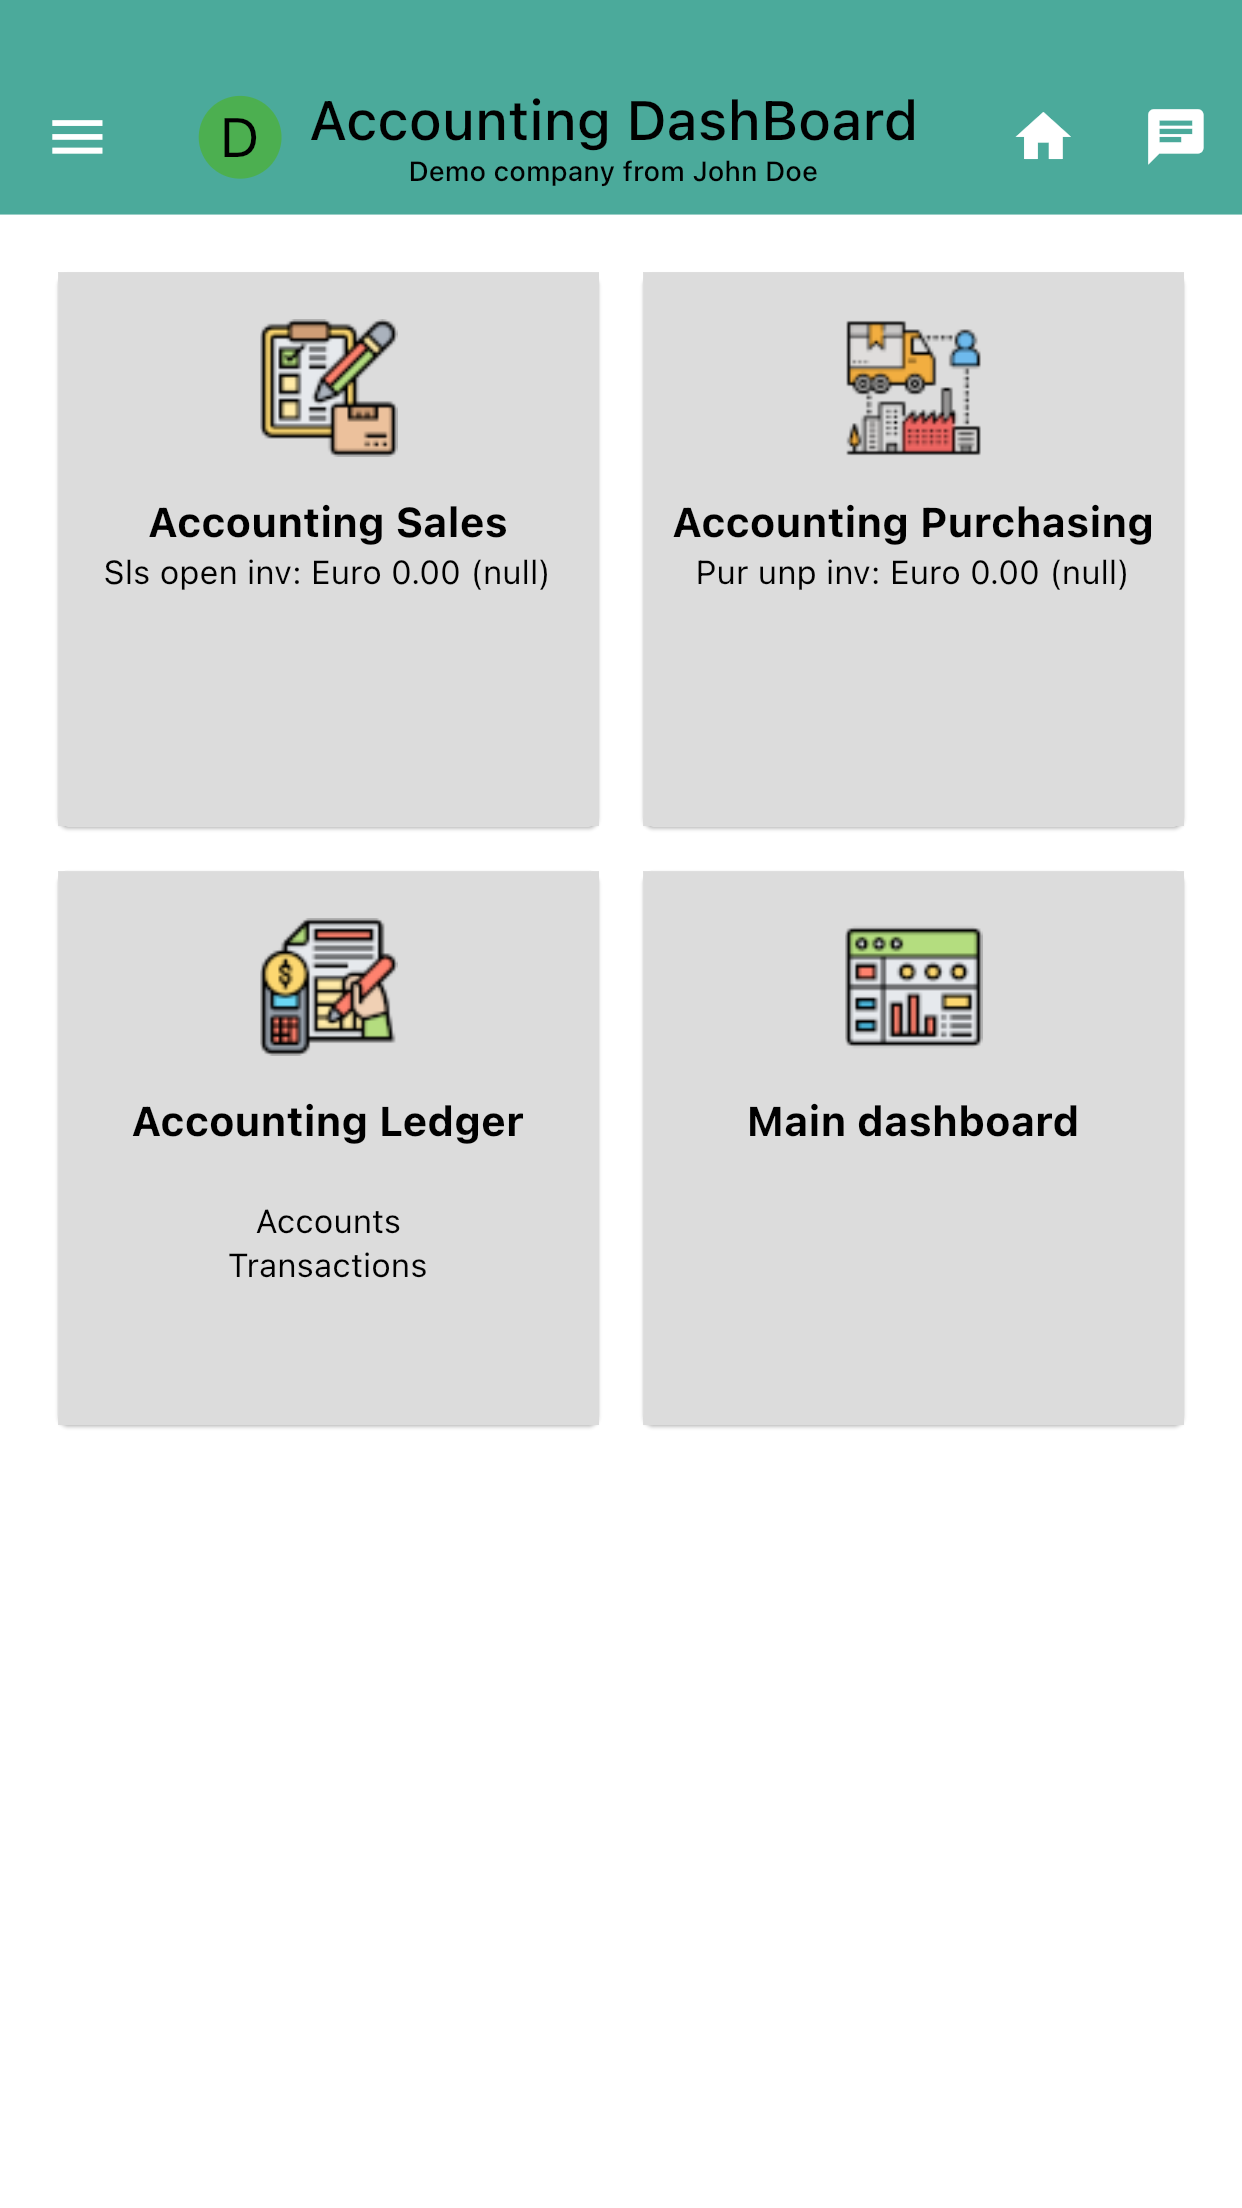 D
Accounting DashBoard
Demo company from John Doe
Accounting Sales
Sls open inv: Euro 0.00 (null)
Accounting Purchasing
Pur unp inv: Euro 0.00 (null)
$
Accounting Ledger
Accounts
Transactions
Main dashboard